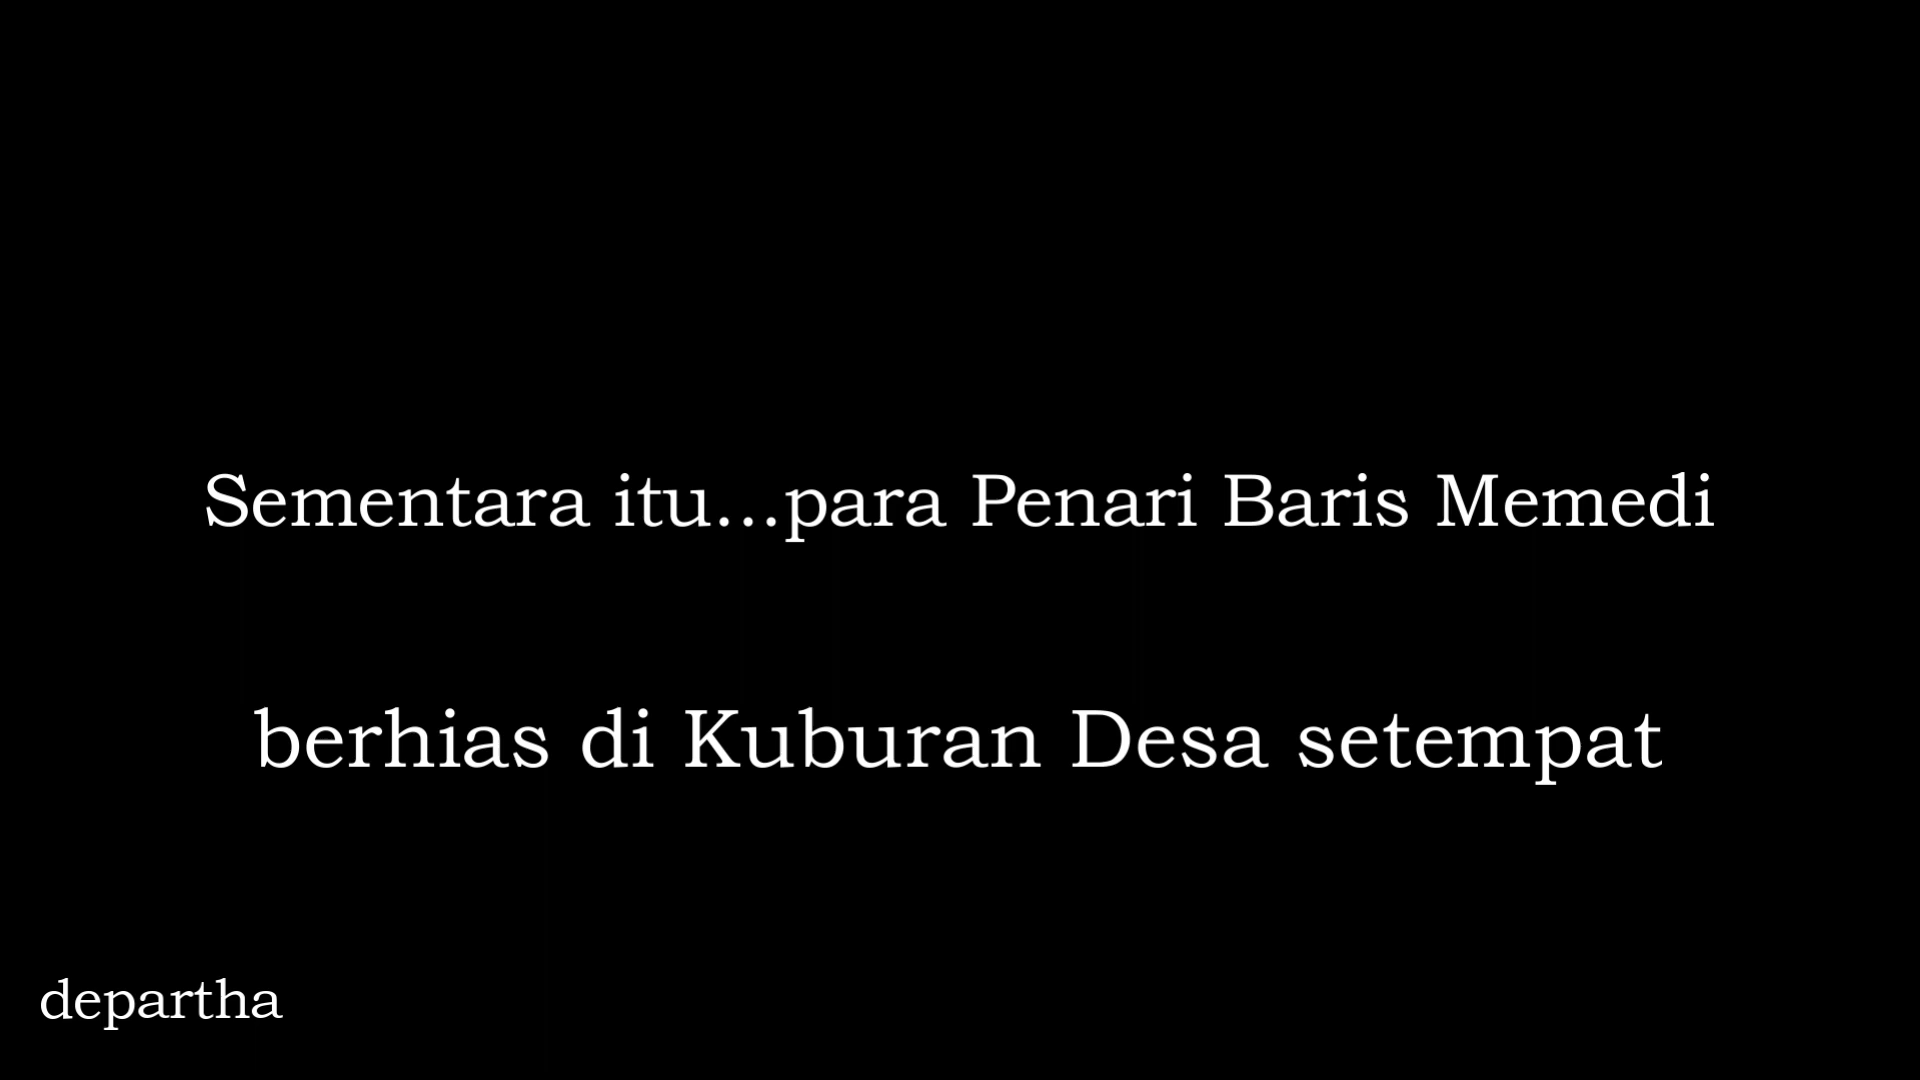 Sementara itu...para Penari Baris Memedi
berhias di Kuburan Desa setempat
departha